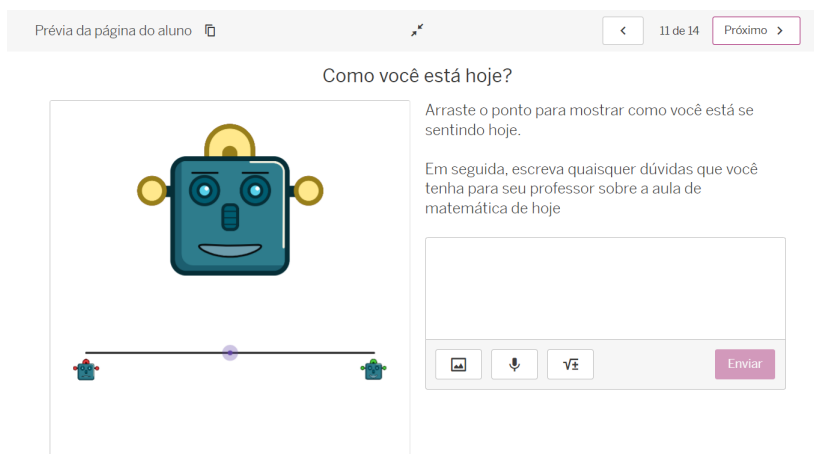 Prévia da página do aluno
11 de 14
Próximo
Como você está hoje?
Arraste o ponto para mostrar como você está se
sentindo hoje.
Em seguida, escreva quaisquer dúvidas que você
tenha para seu professor sobre a aula de
matemática de hoje
√±
Enviar